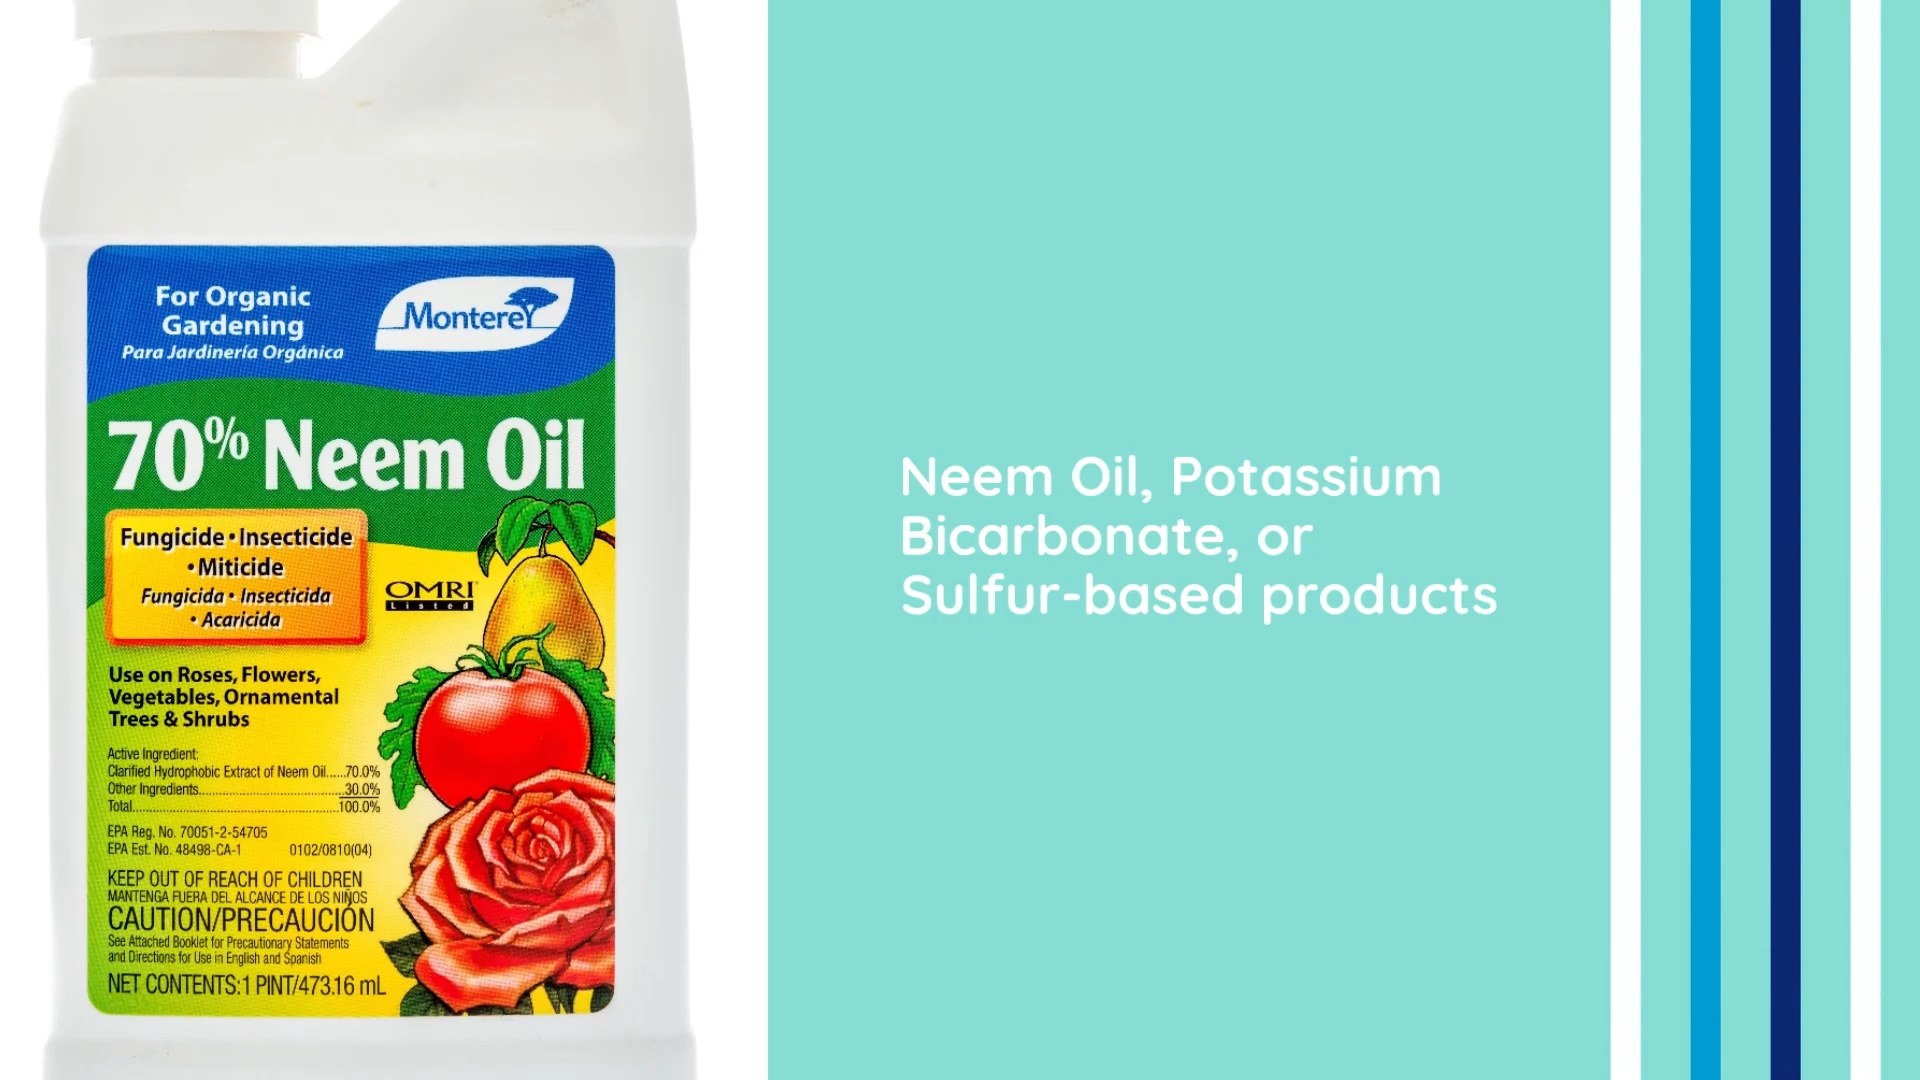 For Organic
Gardening
Para Jardinería Orgánica
Monterey
70% Neem Oil
Fungicide • Insecticide
• Miticide
Fungicida • Insecticida
• Acaricida
OMRI
Listed
Use on Roses, Flowers,
Vegetables, Ornamental
Trees & Shrubs
Active Ingredient:
Clarified Hydrophobic Extract of Neem Oil......70.0%
Other Ingredients..........................................30.0%
Total.............................................................100.0%
EPA Reg. No. 70051-2-54705
EPA Est. No. 48498-CA-1 0102/0810(04)
KEEP OUT OF REACH OF CHILDREN
MANTENGA FUERA DEL ALCANCE DE LOS NIÑOS
CAUTION/PRECAUCIÓN
See Attached Booklet for Precautionary Statements
and Directions for Use in English and Spanish
NET CONTENTS:1 PINT/473.16 mL
Neem Oil, Potassium
Bicarbonate, or
Sulfur-based products